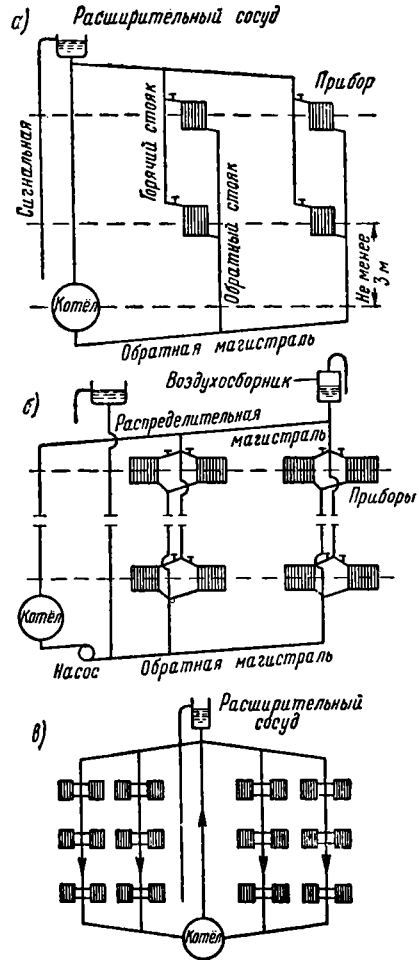 а) Расширительный сосуд
Прибор
Сигнальная
Горячий стояк
Обратный стояк
Не менее
3 м
Котёл
Обратная магистраль
Воздухосборник
б)
Распределительная
магистраль
Приборы
Котёл
Насос
Обратная магистраль
в)
Расширительный
сосуд
Котёл